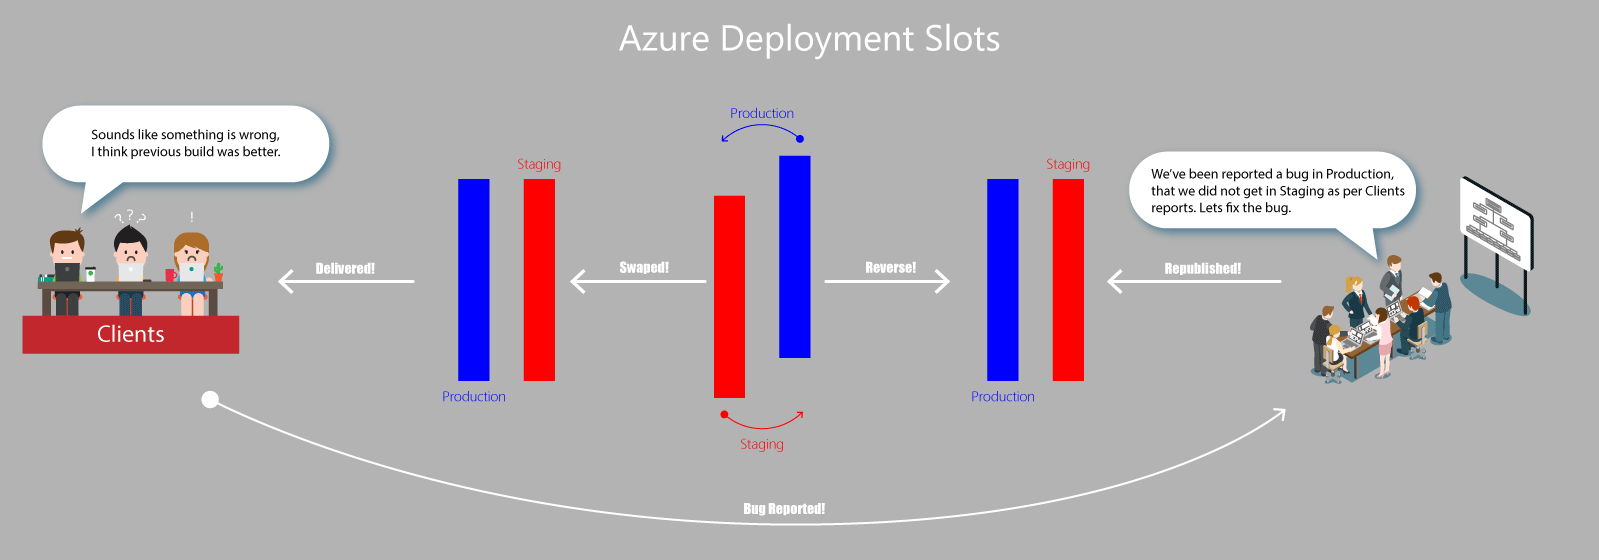 Azure Deployment Slots
Sounds like something is wrong,
I think previous build was better.
? ? ?
!
Clients
Delivered!
Staging
Production
Swaped!
Production
Staging
Reverse!
Staging
Production
Republished!
We've been reported a bug in Production,
that we did not get in Staging as per Clients
reports. Lets fix the bug.
Bug Reported!